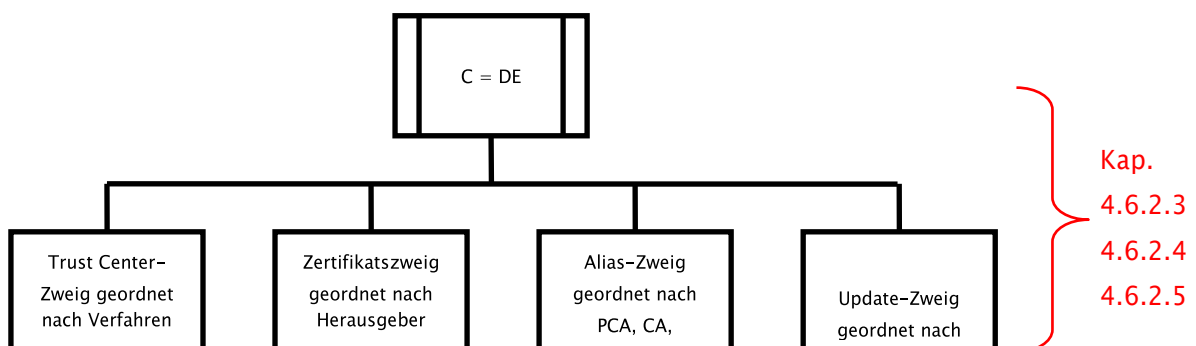 C = DE
Trust Center-
Zweig geordnet
nach Verfahren
Zertifikatszweig
geordnet nach
Herausgeber
Alias-Zweig
geordnet nach
PCA, CA,
Update-Zweig
geordnet nach
Kap.
4.6.2.3
4.6.2.4
4.6.2.5